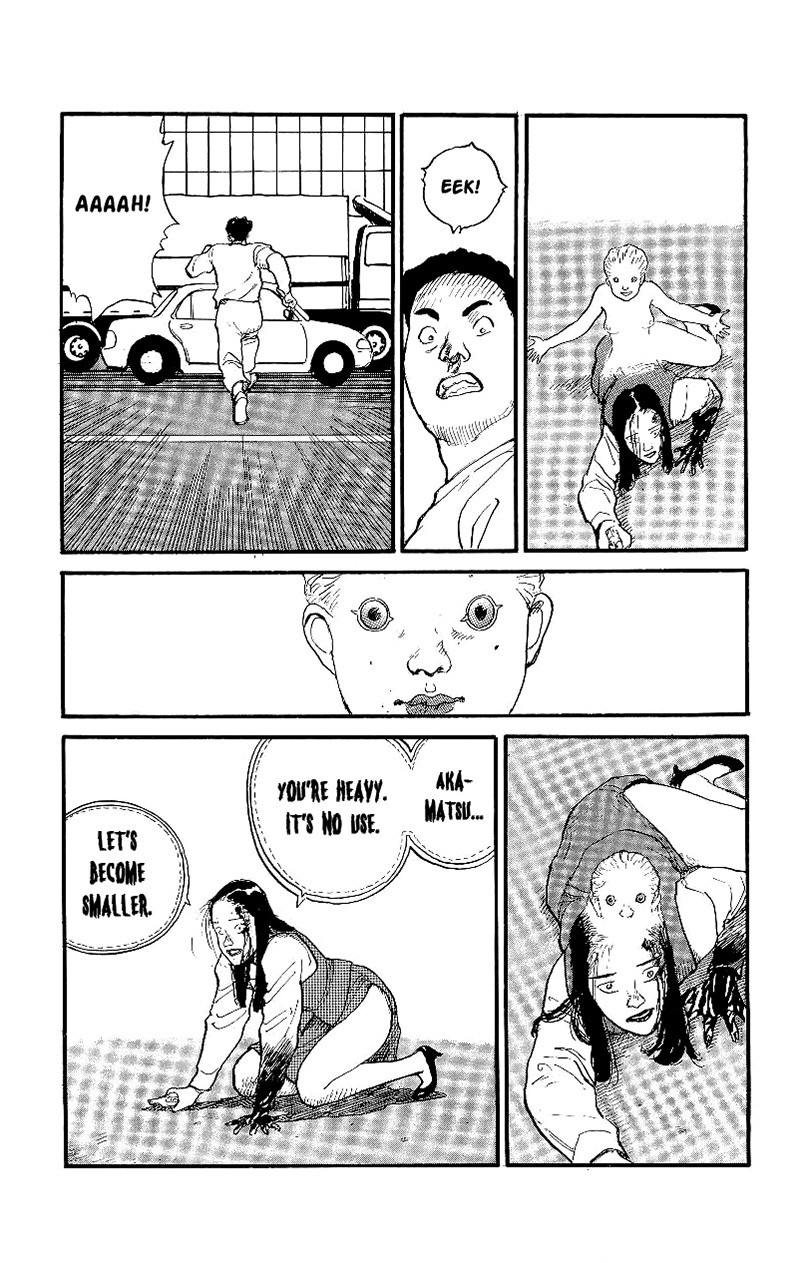 EEK!
AAAAH!
AKA-
MATSU...
YOU'RE HEAVY.
IT'S NO USE.
LET'S
BECOME
SMALLER.